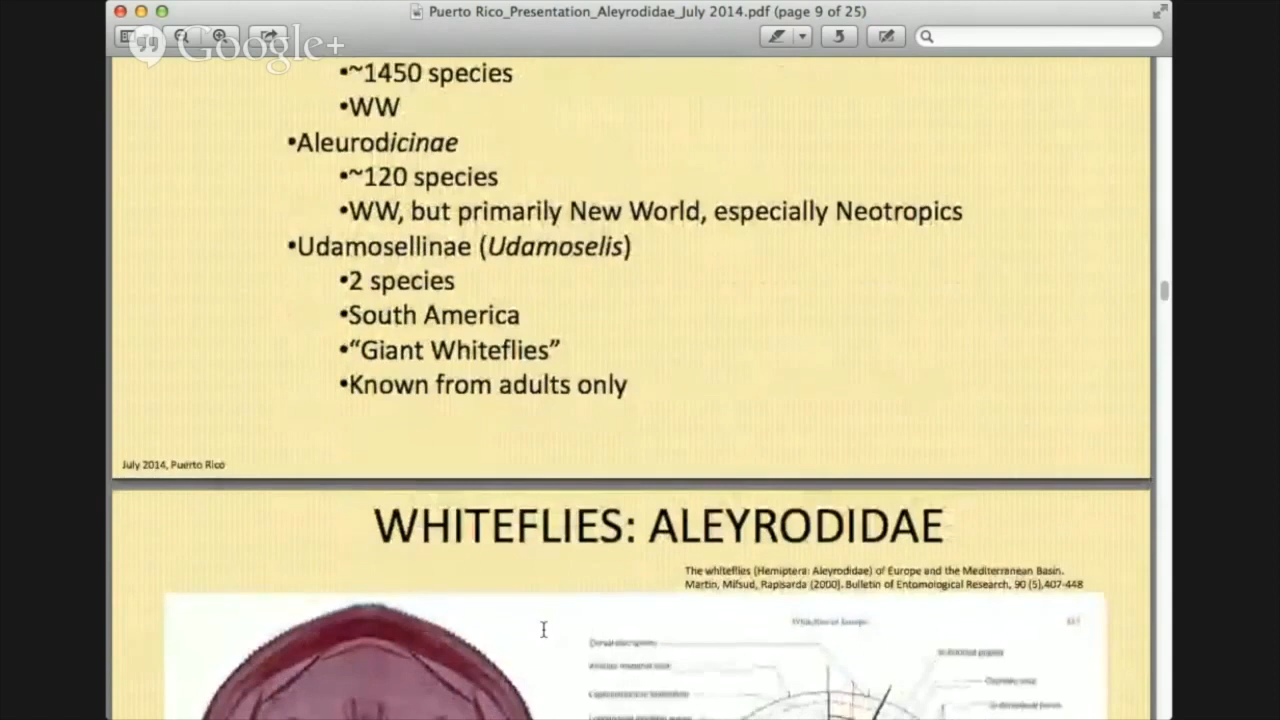 Puerto Rico_Presentation_Aleyrodidae_July 2014.pdf (page 9 of 25)
Google+
•~1450 species
•WW
•Aleurodicinae
•~120 species
•WW, but primarily New World, especially Neotropics
•Udamosellinae (Udamoselis)
•2 species
•South America
•“Giant Whiteflies”
•Known from adults only
July 2014, Puerto Rico
WHITEFLIES: ALEYRODIDAE
The whiteflies (Hemiptera: Aleyrodidae) of Europe and the Mediterranean Basin.
Martin, Mifsud, Rapisarda (2000). Bulletin of Entomological Research, 90 (5),407-448
Whiteflies of Europe